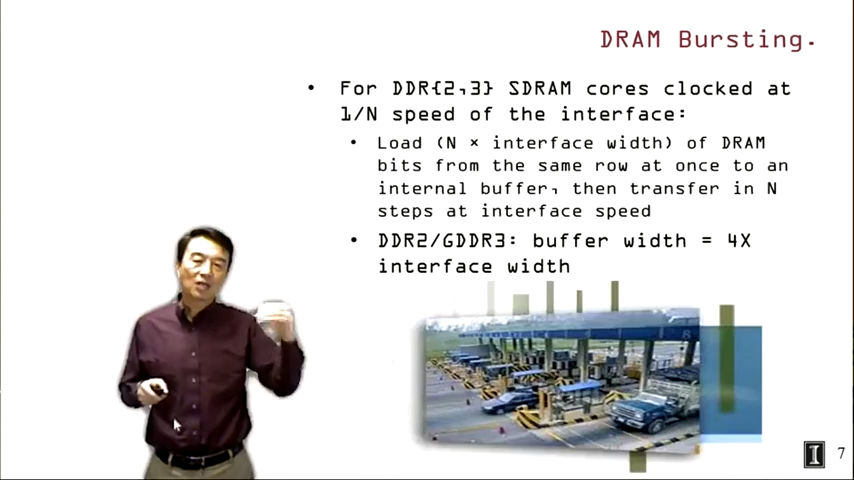 DRAM Bursting.
• For DDR{2,3} SDRAM cores clocked at
1/N speed of the interface:
• Load (N × interface width) of DRAM
bits from the same row at once to an
internal buffer, then transfer in N
steps at interface speed
• DDR2/GDDR3: buffer width = 4X
interface width
I 7